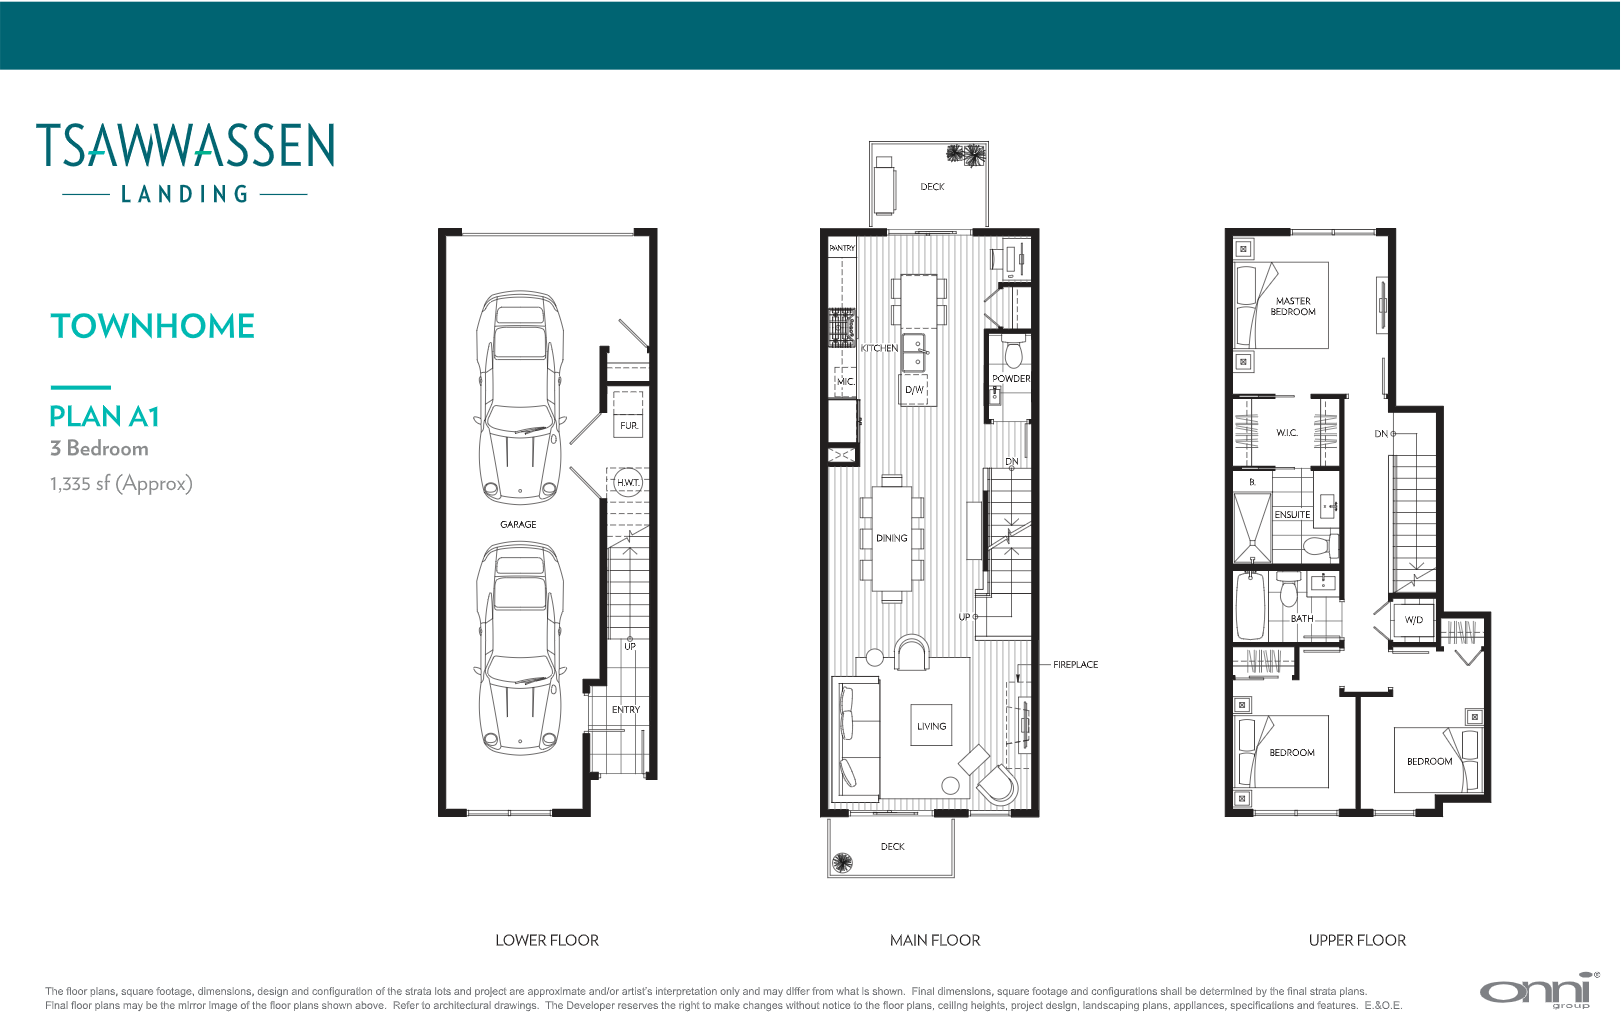 TSAWWASSEN
LANDING
TOWNHOME
PLAN A1
3 Bedroom
1,335 sf (Approx)
FUR.
H.W.T.
GARAGE
UP
ENTRY
LOWER FLOOR
DECK
PANTRY
KITCHEN
MIC.
D/W
POWDER
DN
DINING
UP
FIREPLACE
LIVING
DECK
MAIN FLOOR
MASTER
BEDROOM
W.I.C.
DN
B.
ENSUITE
BATH
W/D
BEDROOM
BEDROOM
UPPER FLOOR
The floor plans, square footage, dimensions, design and configuration of the strata lots and project are approximate and/or artist's interpretation only and may differ from what is shown. Final dimensions, square footage and configurations shall be determined by the final strata plans.
Final floor plans may be the mirror image of the floor plans shown above. Refer to architectural drawings. The Developer reserves the right to make changes without notice to the floor plans, ceiling heights, project design, landscaping plans, appliances, specifications and features. E.&O.E.
onni®
group